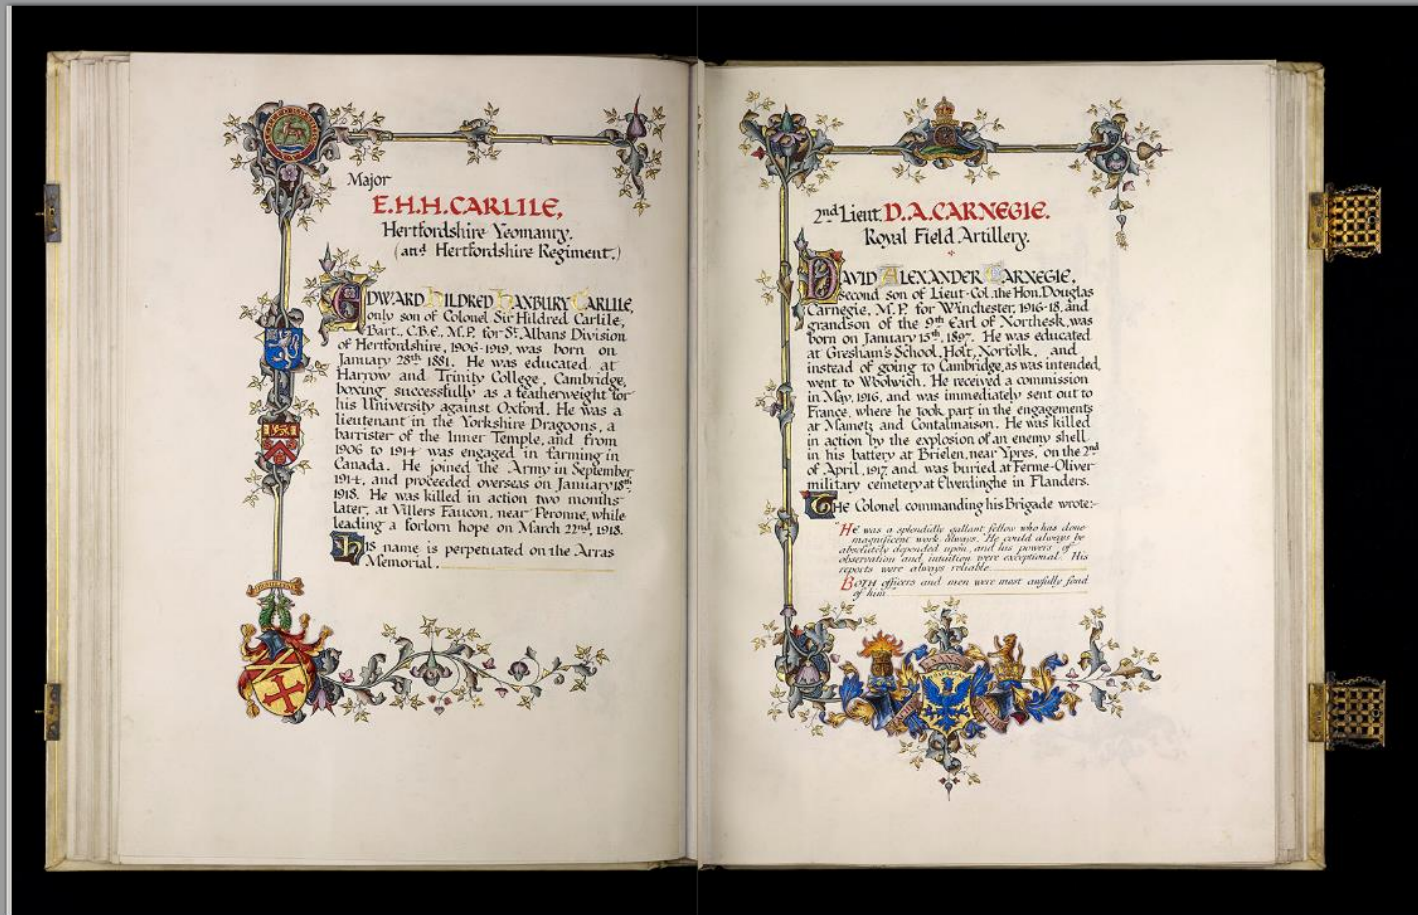 Major
E.H.H.CARLILE,
Hertfordshire Yeomanry.
(and Hertfordshire Regiment.)
EDWARD HILDRED HANBURY CARLILE,
only son of Colonel Sir Hildred Carlile,
Bart., C.B.E., M.P. for St. Albans Division
of Hertfordshire, 1906-1919, was born on
January 28th 1881. He was educated at
Harrow and Trinity College, Cambridge,
boxing successfully as a featherweight for
his University against Oxford. He was a
lieutenant in the Yorkshire Dragoons, a
barrister of the Inner Temple, and from
1906 to 1914 was engaged in farming in
Canada. He joined the Army in September
1914, and proceeded overseas on January 18th
1918. He was killed in action two months
later, at Villers Faucon, near Peronne, while
leading a forlorn hope on March 22nd, 1918.
His name is perpetuated on the Arras
Memorial.
2nd Lieut. D.A.CARNEGIE.
Royal Field Artillery.
DAVID ALEXANDER CARNEGIE,
second son of Lieut-Col. the Hon. Douglas
Carnegie, M.P. for Winchester, 1916-18, and
grandson of the 9th Earl of Northesk, was
born on January 15th, 1897. He was educated
at Gresham's School, Holt, Norfolk, and
instead of going to Cambridge, as was intended,
went to Woolwich. He received a commission
in May, 1916, and was immediately sent out to
France, where he took part in the engagements
at Mametz and Contalmaison. He was killed
in action by the explosion of an enemy shell
in his battery at Brielen, near Ypres, on the 2nd
of April, 1917, and was buried at Ferme-Olivier
military cemetery at Elverdinghe in Flanders.
The Colonel commanding his Brigade wrote:-
"He was a splendidly gallant fellow who has done
magnificent work always. He could always be
absolutely depended upon, and his powers of
observation and intuition were exceptional. His
reports were always reliable.
Both officers and men were most awfully fond
of him